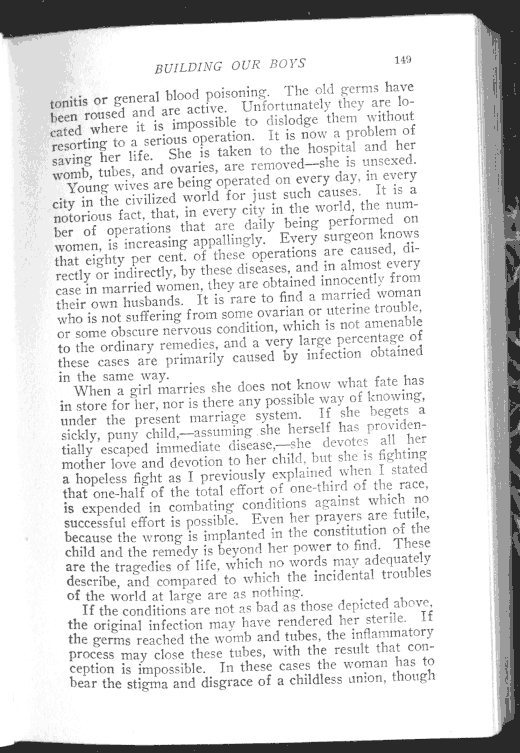 BUILDING OUR BOYS 149
tonitis or general blood poisoning. The old germs have
been roused and are active. Unfortunately they are lo-
cated where it is impossible to dislodge them without
resorting to a serious operation. It is now a problem of
saving her life. She is taken to the hospital and her
womb, tubes, and ovaries, are removed—she is unsexed.
Young wives are being operated on every day, in every
city in the civilized world for just such causes. It is a
notorious fact, that, in every city in the world, the num-
ber of operations that are daily being performed on
women, is increasing appallingly. Every surgeon knows
that eighty per cent. of these operations are caused, di-
rectly or indirectly, by these diseases, and in almost every
case in married women, they are obtained innocently from
their own husbands. It is rare to find a married woman
who is not suffering from some ovarian or uterine trouble,
or some obscure nervous condition, which is not amenable
to the ordinary remedies, and a very large percentage of
these cases are primarily caused by infection obtained
in the same way.
When a girl marries she does not know what fate has
in store for her, nor is there any possible way of knowing,
under the present marriage system. If she begets a
sickly, puny child,—assuming she herself has providen-
tially escaped immediate disease,—she devotes all her
mother love and devotion to her child, but she is fighting
a hopeless fight as I previously explained when I stated
that one-half of the total effort of one-third of the race,
is expended in combating conditions against which no
successful effort is possible. Even her prayers are futile,
because the wrong is implanted in the constitution of the
child and the remedy is beyond her power to find. These
are the tragedies of life, which no words may adequately
describe, and compared to which the incidental troubles
of the world at large are as nothing.
If the conditions are not as bad as those depicted above,
the original infection may have rendered her sterile. If
the germs reached the womb and tubes, the inflammatory
process may close these tubes, with the result that con-
ception is impossible. In these cases the woman has to
bear the stigma and disgrace of a childless union, though